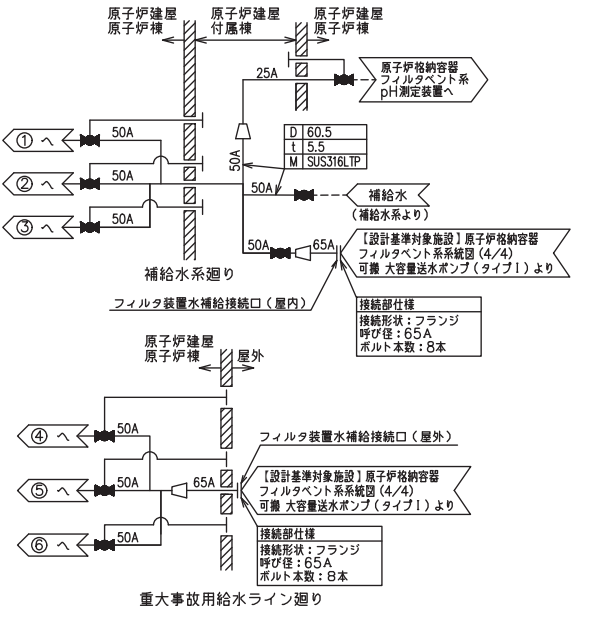 原子炉建屋
原子炉棟
原子炉建屋
付属棟
原子炉建屋
原子炉棟
25A
原子炉格納容器
フィルタベント系
pH測定装置へ
① へ
50A
② へ
50A
③ へ
50A
50A
D 60.5
t 5.5
M SUS316LTP
50A
補給水
(補給水系より)
50A
65A
【設計基準対象施設】原子炉格納容器
フィルタベント系系統図(4/4)
可搬 大容量送水ポンプ(タイプⅠ)より
補給水系廻り
フィルタ装置水補給接続口(屋内)
接続部仕様
接続形状:フランジ
呼び径:65A
ボルト本数:8本
原子炉建屋
原子炉棟
屋外
④ へ
50A
⑤ へ
50A
65A
⑥ へ
50A
フィルタ装置水補給接続口(屋外)
【設計基準対象施設】原子炉格納容器
フィルタベント系系統図(4/4)
可搬 大容量送水ポンプ(タイプⅠ)より
接続部仕様
接続形状:フランジ
呼び径:65A
ボルト本数:8本
重大事故用給水ライン廻り